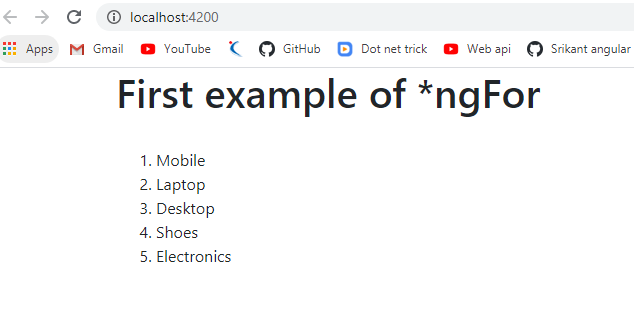 localhost:4200
Apps Gmail YouTube GitHub Dot net trick Web api Srikant angular
First example of *ngFor
1. Mobile
2. Laptop
3. Desktop
4. Shoes
5. Electronics